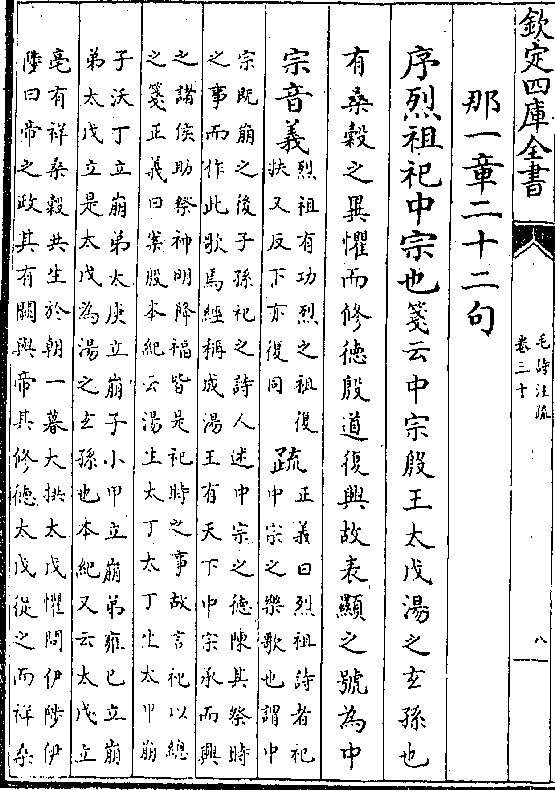 欽定四庫全書
毛詩注疏
卷三十
八
那一章二十二句
序烈祖祀中宗也箋云中宗殷王太戊湯之玄孫也
有桑榖之異懼而修德殷道復興故表顯之號為中
宗音義烈祖有功烈之祖復
扶又反下亦復同
疏正義曰烈祖詩者祀
中宗之樂歌也謂中
宗既崩之後子孫祀之詩人述中宗之德陳其祭時
之事而作此歌焉經稱成湯王有天下中宗承而興
之諸侯助祭神明降福皆是祀時之事故言祀以總
之箋正義曰案殷本紀云湯生太丁太丁生太甲崩
子沃丁立崩弟太庚立崩子小甲立崩弟雍已立崩
弟太戊立是太戊為湯之玄孫也本紀又云太戊立
亳有祥桑榖共生於朝一暮大拱太戊懼問伊陟伊
陟曰帝之政其有闕與帝其修德太戊從之而祥桑